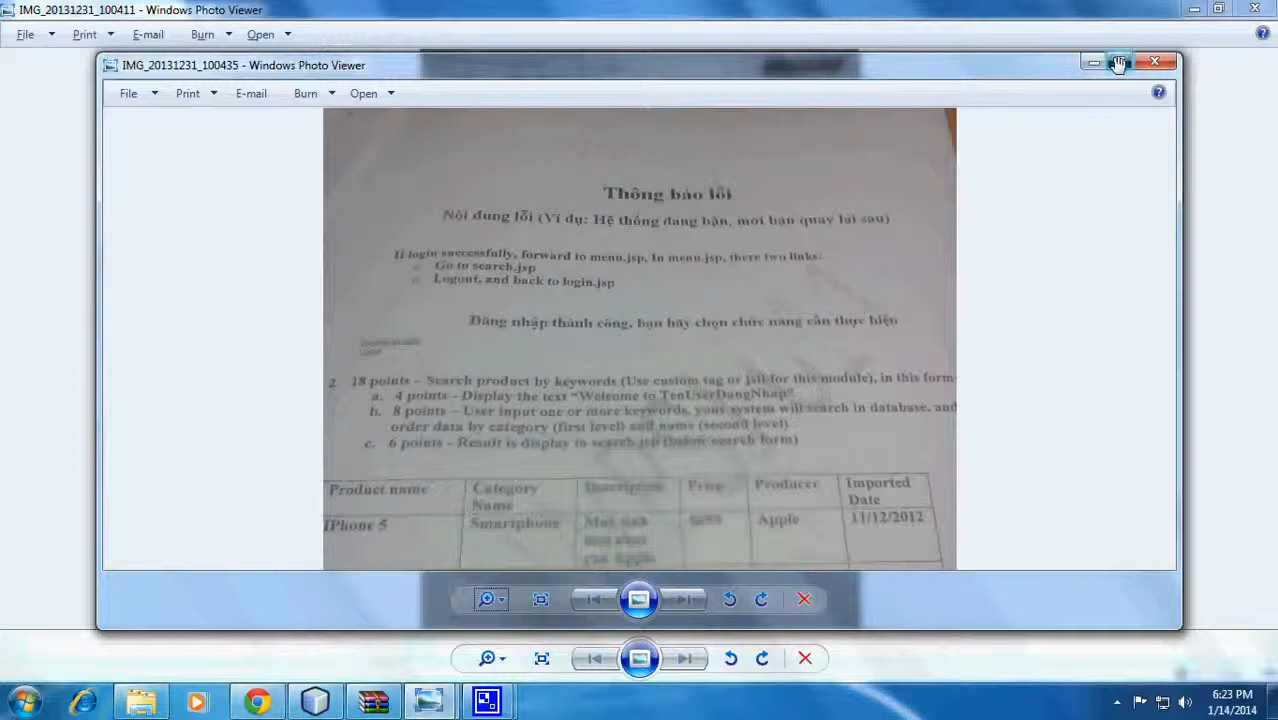 IMG_20131231_100411 - Windows Photo Viewer
File Print E-mail Burn Open
IMG_20131231_100435 - Windows Photo Viewer
File Print E-mail Burn Open
Thông báo lỗi
Nội dung lỗi (Ví dụ: Hệ thống đang bận, mời bạn quay lại sau)
If login successfully, forward to menu.jsp, In menu.jsp, there two links:
Go to search.jsp
Logout, and back to login.jsp
Đăng nhập thành công, bạn hãy chọn chức năng cần thực hiện
2 18 points – Search product by keywords (Use custom tag or jstl for this module), in this form
a. 4 points – Display the text “Welcome to TenUserDangNhap”
b. 8 points – User input one or more keywords, your system will search in database, and
order data by category (first level) and name (second level)
c. 6 points – Result is display to search.jsp (below search form)
Product name Category Name Description Price Producer Imported Date
IPhone 5 Smartphone Apple 11/12/2012
6:23 PM
1/14/2014